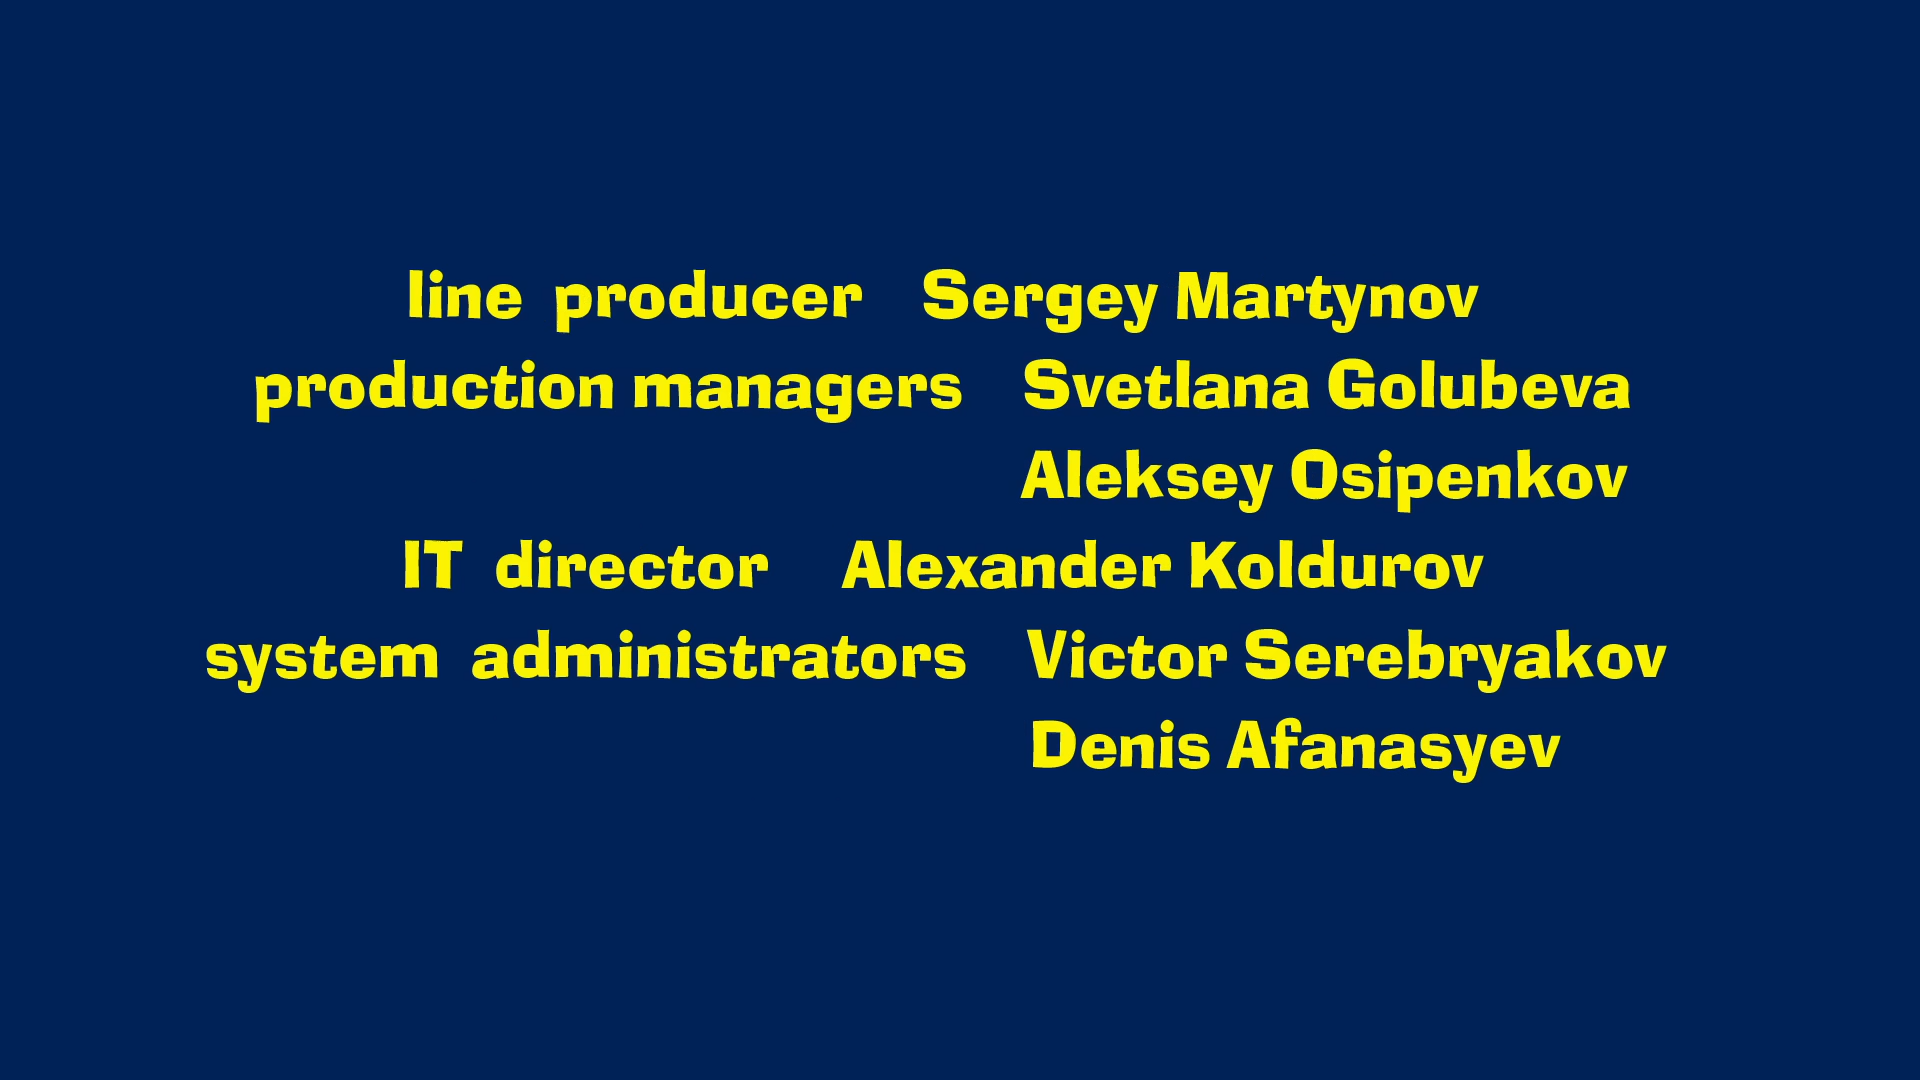 line producer Sergey Martynov
production managers Svetlana Golubeva
Aleksey Osipenkov
IT director Alexander Koldurov
system administrators Victor Serebryakov
Denis Afanasyev